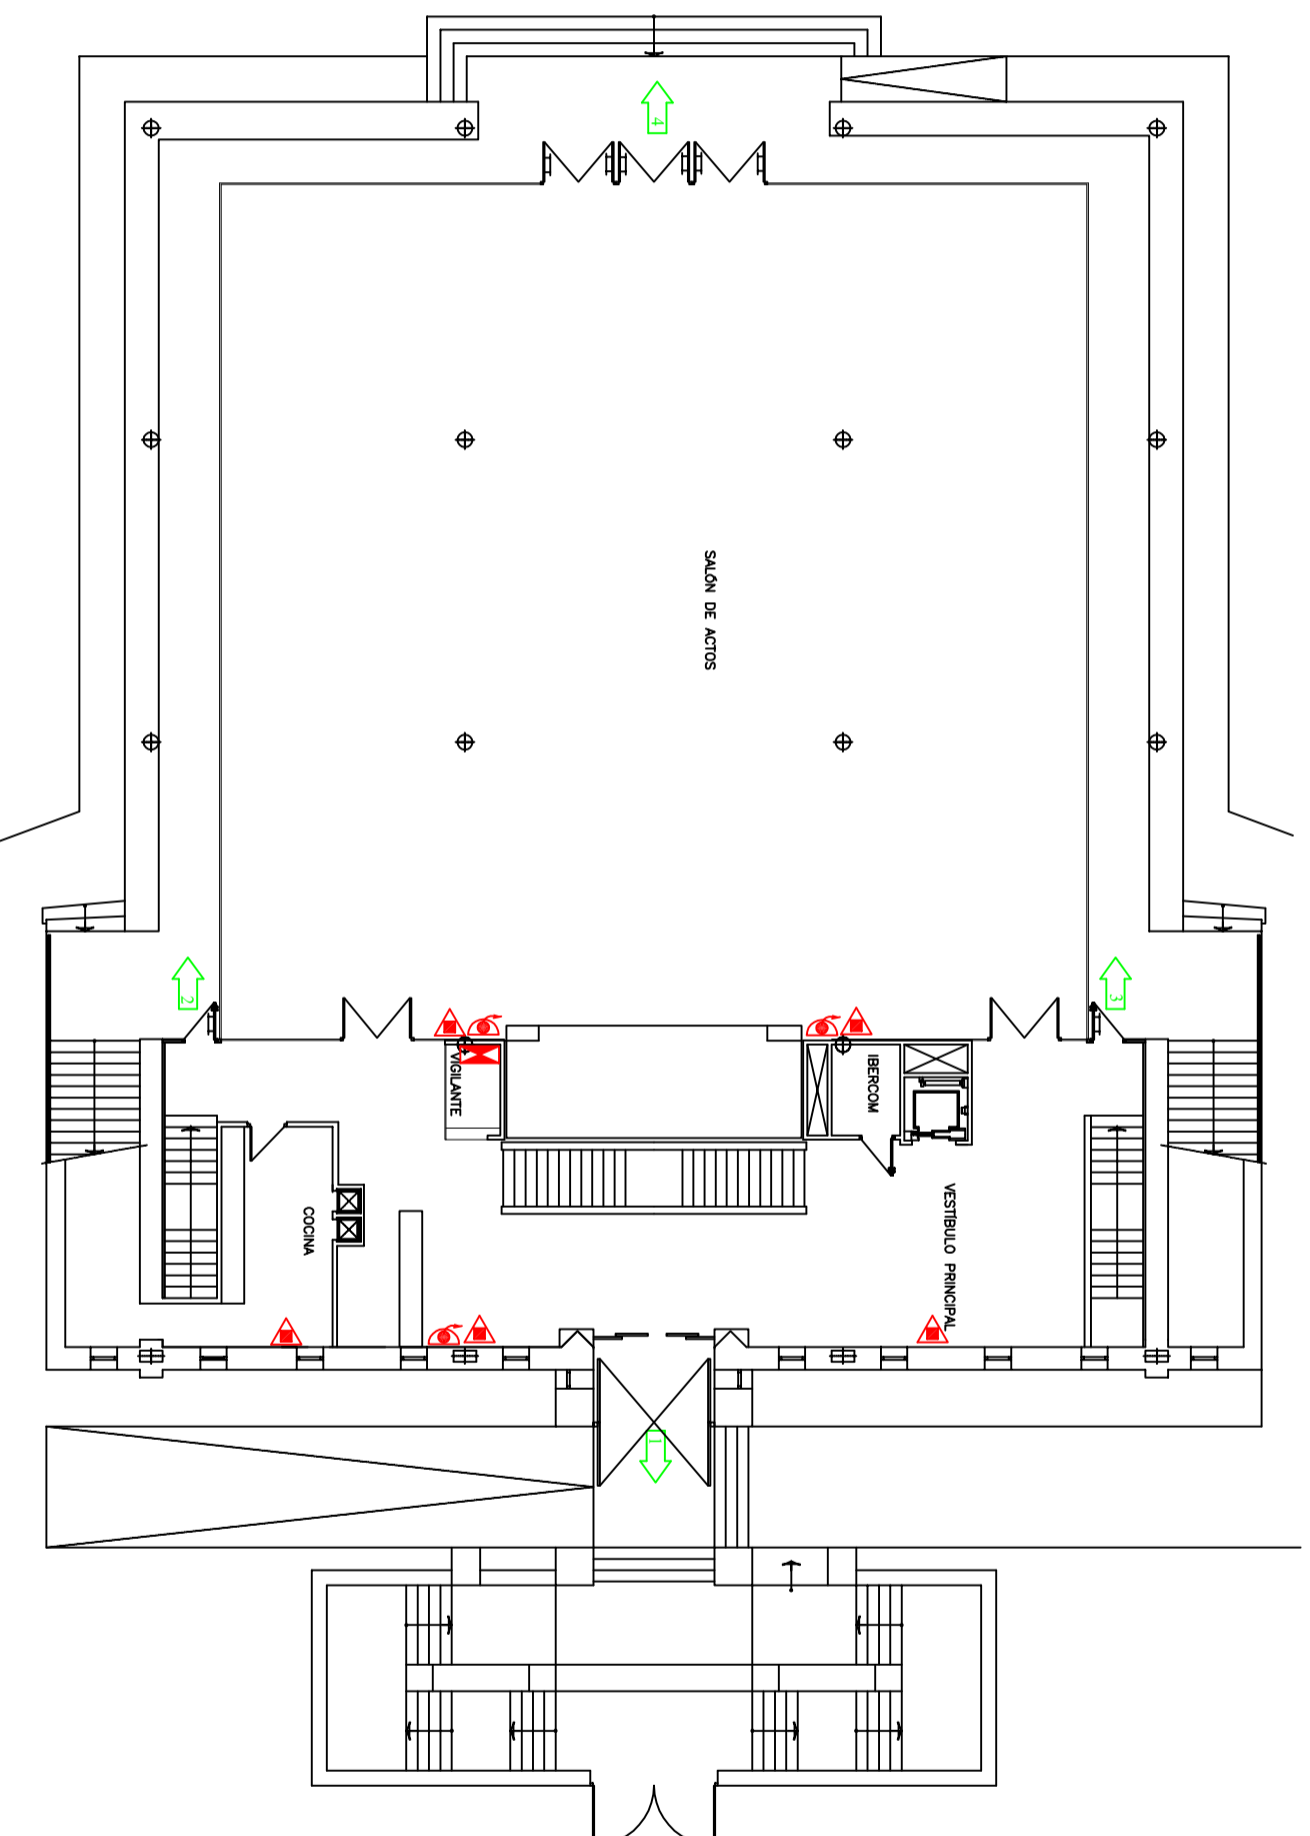 4
SALÓN DE ACTOS
2
3
VIGILANTE
IBERCOM
COCINA
VESTÍBULO PRINCIPAL
1